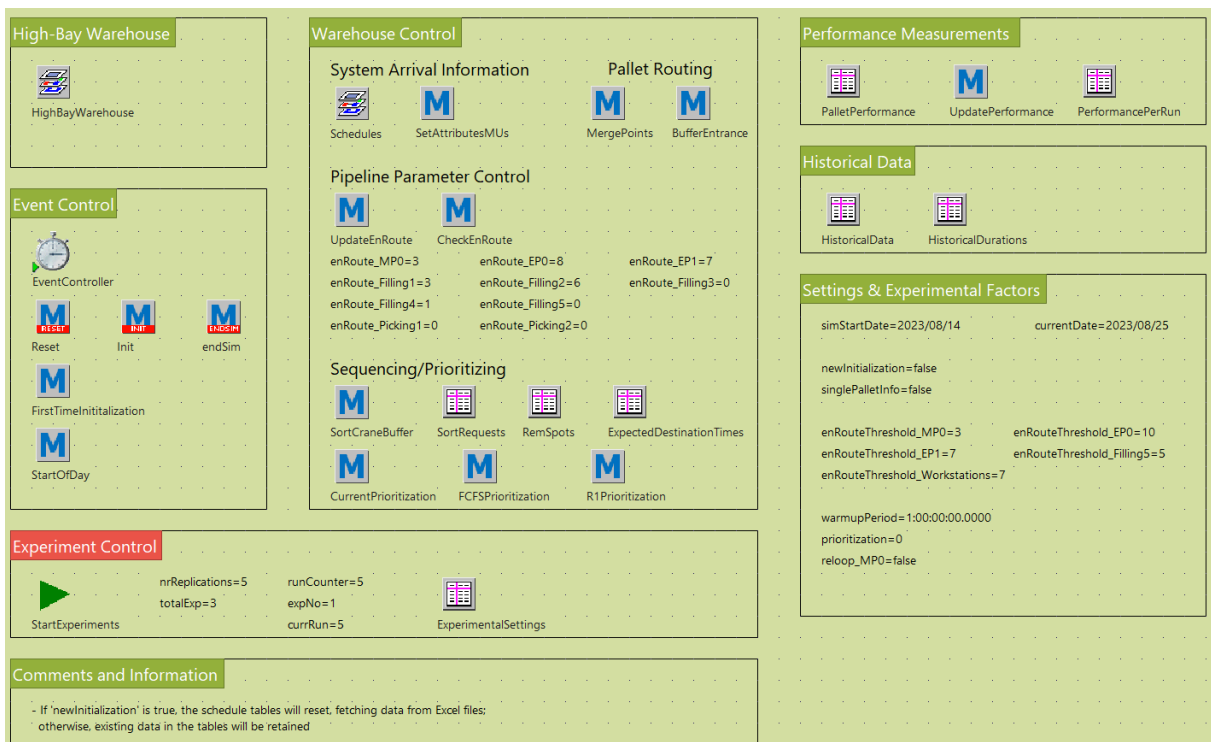 High-Bay Warehouse
HighBayWarehouse
Event Control
EventController
M RESET
M INIT
M ENDSIM
Reset Init endSim
M
FirstTimeInititalization
M
StartOfDay
Warehouse Control
System Arrival Information
Pallet Routing
M M M
Schedules SetAttributesMUs MergePoints BufferEntrance
Pipeline Parameter Control
M M
UpdateEnRoute CheckEnRoute
enRoute_MP0=3 enRoute_EP0=8 enRoute_EP1=7
enRoute_Filling1=3 enRoute_Filling2=6 enRoute_Filling3=0
enRoute_Filling4=1 enRoute_Filling5=0
enRoute_Picking1=0 enRoute_Picking2=0
Sequencing/Prioritizing
M
SortCraneBuffer SortRequests RemSpots ExpectedDestinationTimes
M M M
CurrentPrioritization FCFSPrioritization R1Prioritization
Performance Measurements
M
PalletPerformance UpdatePerformance PerformancePerRun
Historical Data
HistoricalData HistoricalDurations
Settings & Experimental Factors
simStartDate=2023/08/14 currentDate=2023/08/25
newInitialization=false
singlePalletInfo=false
enRouteThreshold_MP0=3 enRouteThreshold_EP0=10
enRouteThreshold_EP1=7 enRouteThreshold_Filling5=5
enRouteThreshold_Workstations=7
warmupPeriod=1:00:00:00.0000
prioritization=0
reloop_MP0=false
Experiment Control
nrReplications=5 runCounter=5
totalExp=3 expNo=1
StartExperiments currRun=5 ExperimentalSettings
Comments and Information
- If 'newInitialization' is true, the schedule tables will reset, fetching data from Excel files;
otherwise, existing data in the tables will be retained